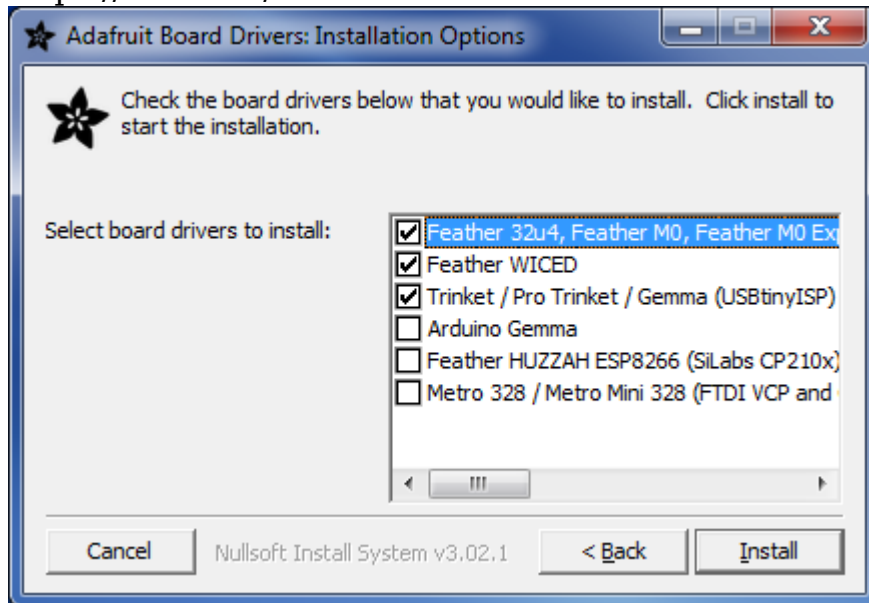 Adafruit Board Drivers: Installation Options
Check the board drivers below that you would like to install. Click install to
start the installation.
Select board drivers to install:
Feather 32u4, Feather M0, Feather M0
Feather WICED
Trinket / Pro Trinket / Gemma (USBtinyISP)
Arduino Gemma
Feather HUZZAH ESP8266 (SiLabs CP210x)
Metro 328 / Metro Mini 328 (FTDI VCP and
Cancel
Nullsoft Install System v3.02.1
< Back
Install